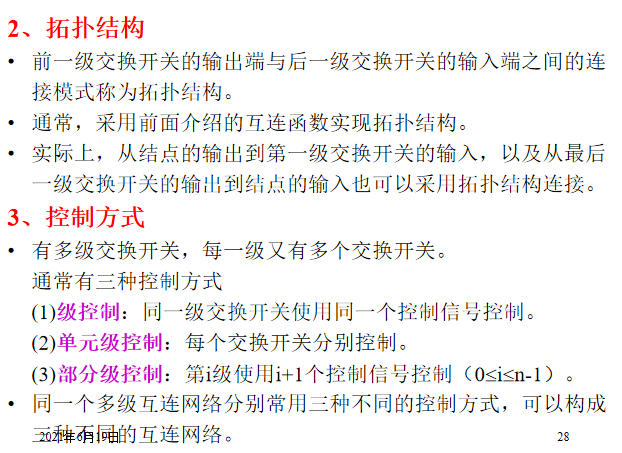 2、拓扑结构
• 前一级交换开关的输出端与后一级交换开关的输入端之间的连
接模式称为拓扑结构。
• 通常，采用前面介绍的互连函数实现拓扑结构。
• 实际上，从结点的输出到第一级交换开关的输入，以及从最后
一级交换开关的输出到结点的输入也可以采用拓扑结构连接。
3、控制方式
• 有多级交换开关，每一级又有多个交换开关。
通常有三种控制方式
(1)级控制：同一级交换开关使用同一个控制信号控制。
(2)单元级控制：每个交换开关分别控制。
(3)部分级控制：第i级使用i+1个控制信号控制（0≤i≤n-1）。
• 同一个多级互连网络分别常用三种不同的控制方式，可以构成
三种不同的互连网络。
2021年6月19日
28